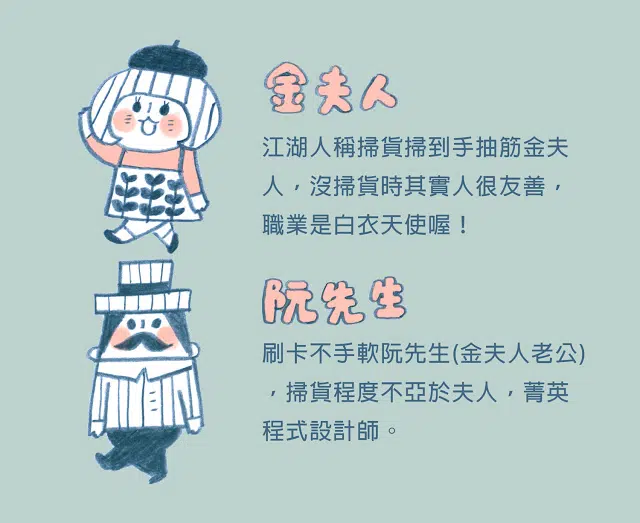 金夫人
江湖人稱掃貨掃到手抽筋金夫
人，沒掃貨時其實人很友善，
職業是白衣天使喔！
阮先生
刷卡不手軟阮先生(金夫人老公)
，掃貨程度不亞於夫人，菁英
程式設計師。